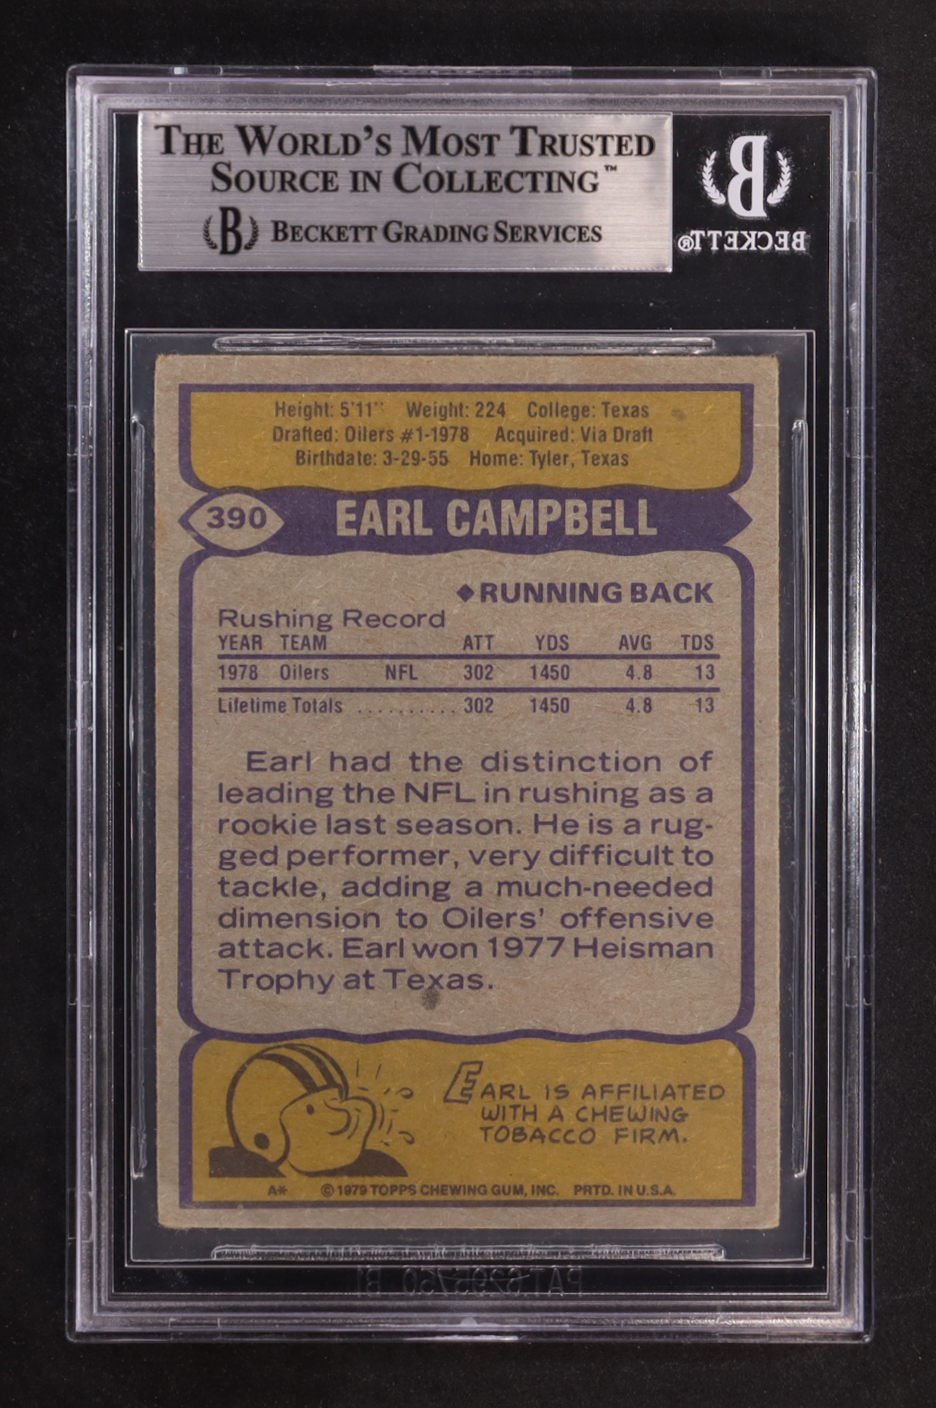 THE WORLD'S MOST TRUSTED
SOURCE IN COLLECTING™
B BECKETT GRADING SERVICES
B
BECKETT®
Height: 5'11" Weight: 224 College: Texas
Drafted: Oilers #1-1978 Acquired: Via Draft
Birthdate: 3-29-55 Home: Tyler, Texas
390 EARL CAMPBELL
◆RUNNING BACK
Rushing Record
YEAR TEAM ATT YDS AVG TDS
1978 Oilers NFL 302 1450 4.8 13
Lifetime Totals .......... 302 1450 4.8 13
Earl had the distinction of
leading the NFL in rushing as a
rookie last season. He is a rug-
ged performer, very difficult to
tackle, adding a much-needed
dimension to Oilers' offensive
attack. Earl won 1977 Heisman
Trophy at Texas.
EARL IS AFFILIATED
WITH A CHEWING
TOBACCO FIRM.
A* ©1979 TOPPS CHEWING GUM, INC. PRTD. IN U.S.A.
PAT.6295750 B1